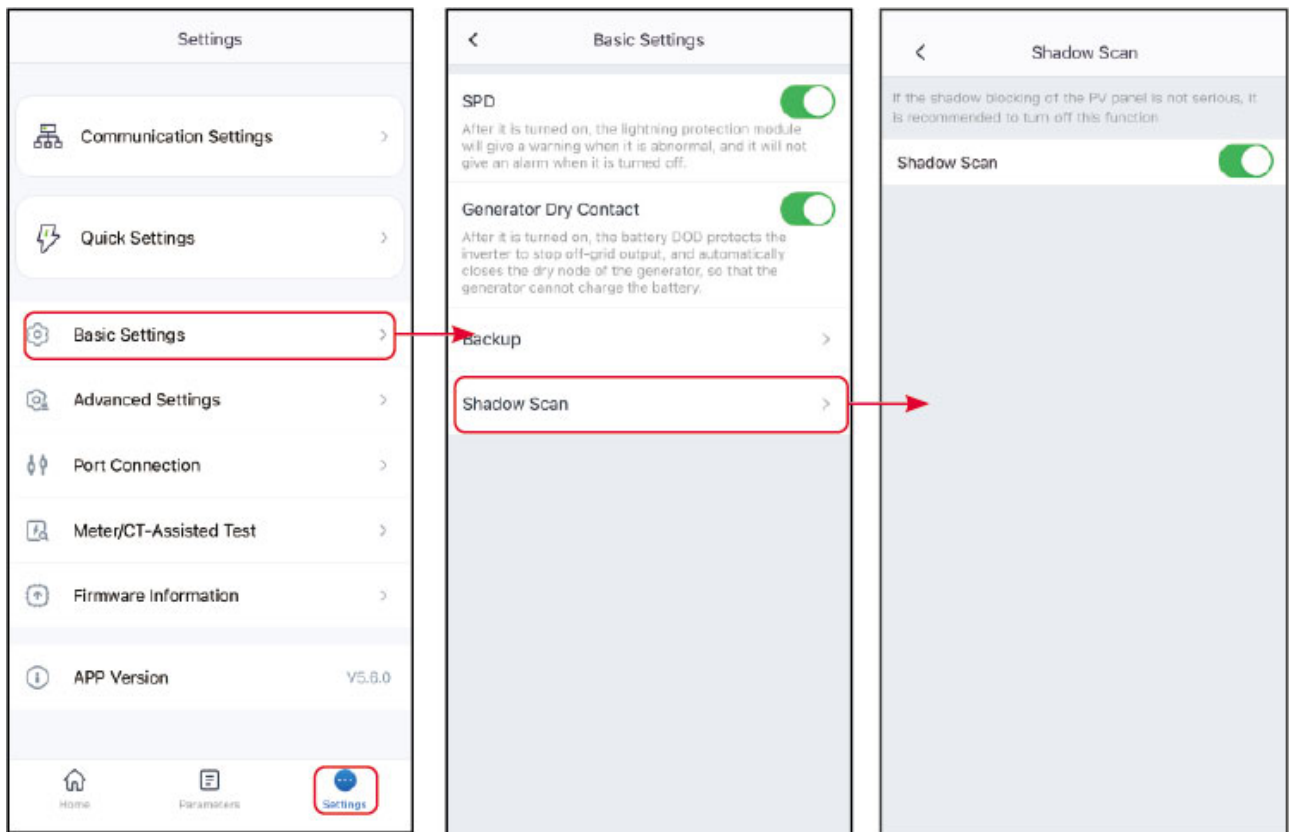 Settings
Communication Settings
Quick Settings
Basic Settings
Advanced Settings
Port Connection
Meter/CT-Assisted Test
Firmware Information
APP Version
V5.6.0
Home
Parameters
Settings
Basic Settings
SPD
After it is turned on, the lightning protection module
will give a warning when it is abnormal, and it will not
give an alarm when it is turned off.
Generator Dry Contact
After it is turned on, the battery DOD protects the
inverter to stop off-grid output, and automatically
closes the dry node of the generator, so that the
generator cannot charge the battery.
Backup
Shadow Scan
Shadow Scan
If the shadow blocking of the PV panel is not serious, it
is recommended to turn off this function
Shadow Scan